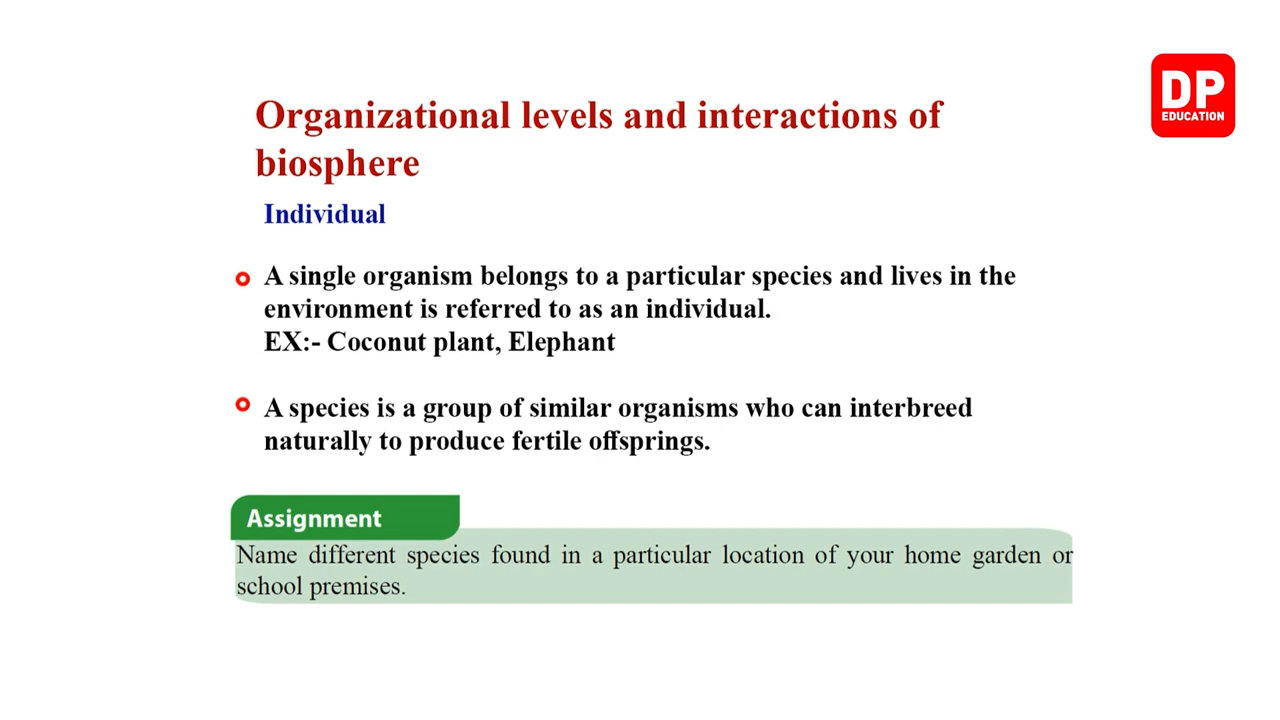 DP
EDUCATION
Organizational levels and interactions of
biosphere
Individual
A single organism belongs to a particular species and lives in the
environment is referred to as an individual.
EX:- Coconut plant, Elephant
A species is a group of similar organisms who can interbreed
naturally to produce fertile offsprings.
Assignment
Name different species found in a particular location of your home garden or
school premises.